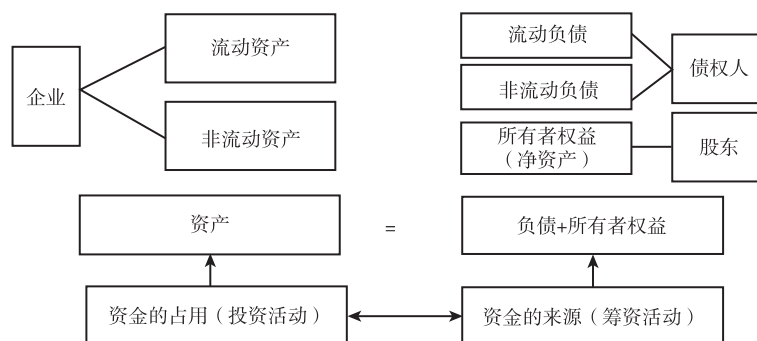 企业
流动资产
非流动资产
流动负债
非流动负债
所有者权益
（净资产）
债权人
股东
资产
=
负债+所有者权益
资金的占用（投资活动）
资金的来源（筹资活动）